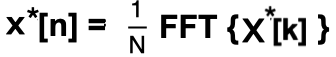 x*[n] = 1/N FFT {X*[k]}